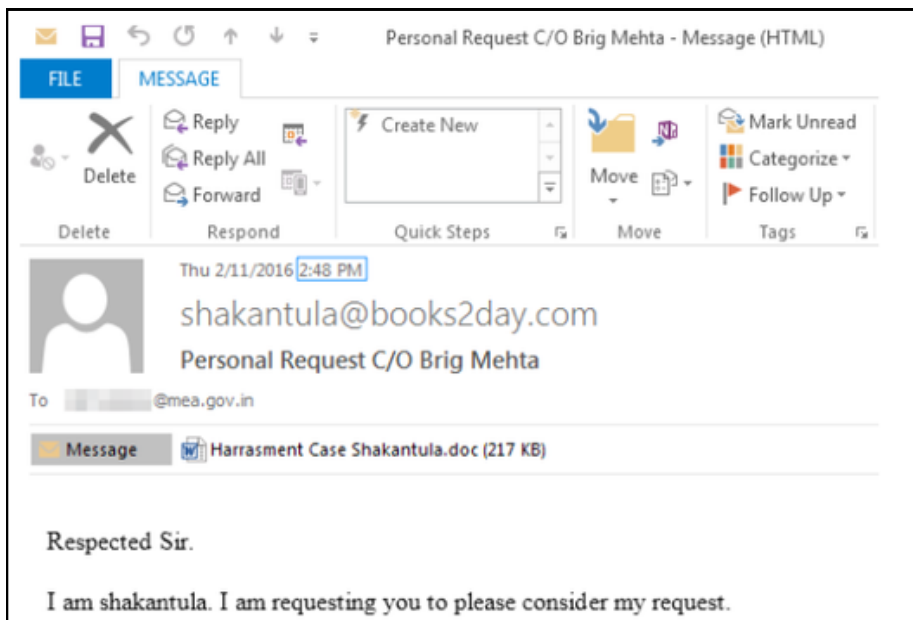 Personal Request C/O Brig Mehta - Message (HTML)
FILE MESSAGE
Delete
Reply
Reply All
Forward
Create New
Move
Mark Unread
Categorize
Follow Up
Delete Respond Quick Steps Move Tags
Thu 2/11/2016 2:48 PM
shakantula@books2day.com
Personal Request C/O Brig Mehta
To @mea.gov.in
Message Harrasment Case Shakantula.doc (217 KB)
Respected Sir.
I am shakantula. I am requesting you to please consider my request.